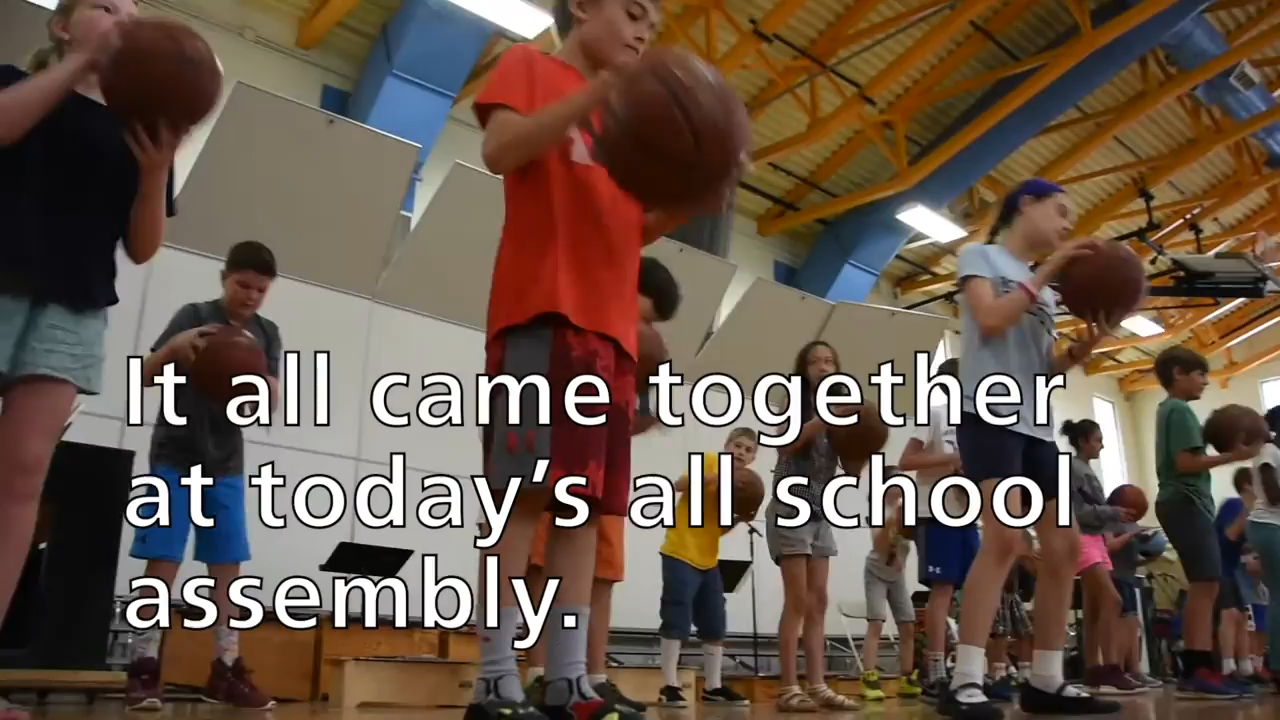 It all came together
at today’s all school
assembly.